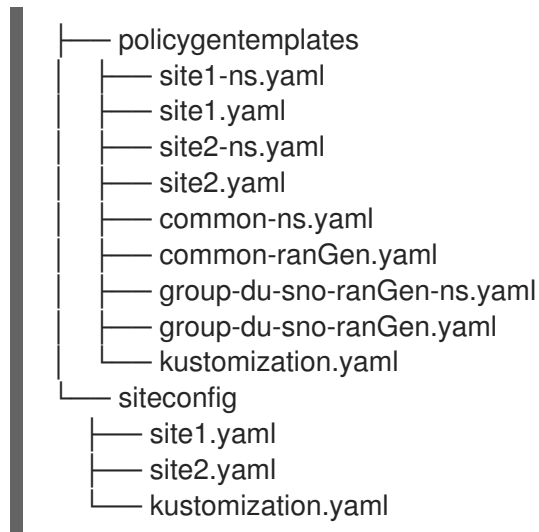 ├── policygentemplates
│   ├── site1-ns.yaml
│   ├── site1.yaml
│   ├── site2-ns.yaml
│   ├── site2.yaml
│   ├── common-ns.yaml
│   ├── common-ranGen.yaml
│   ├── group-du-sno-ranGen-ns.yaml
│   ├── group-du-sno-ranGen.yaml
│   └── kustomization.yaml
└── siteconfig
    ├── site1.yaml
    ├── site2.yaml
    └── kustomization.yaml